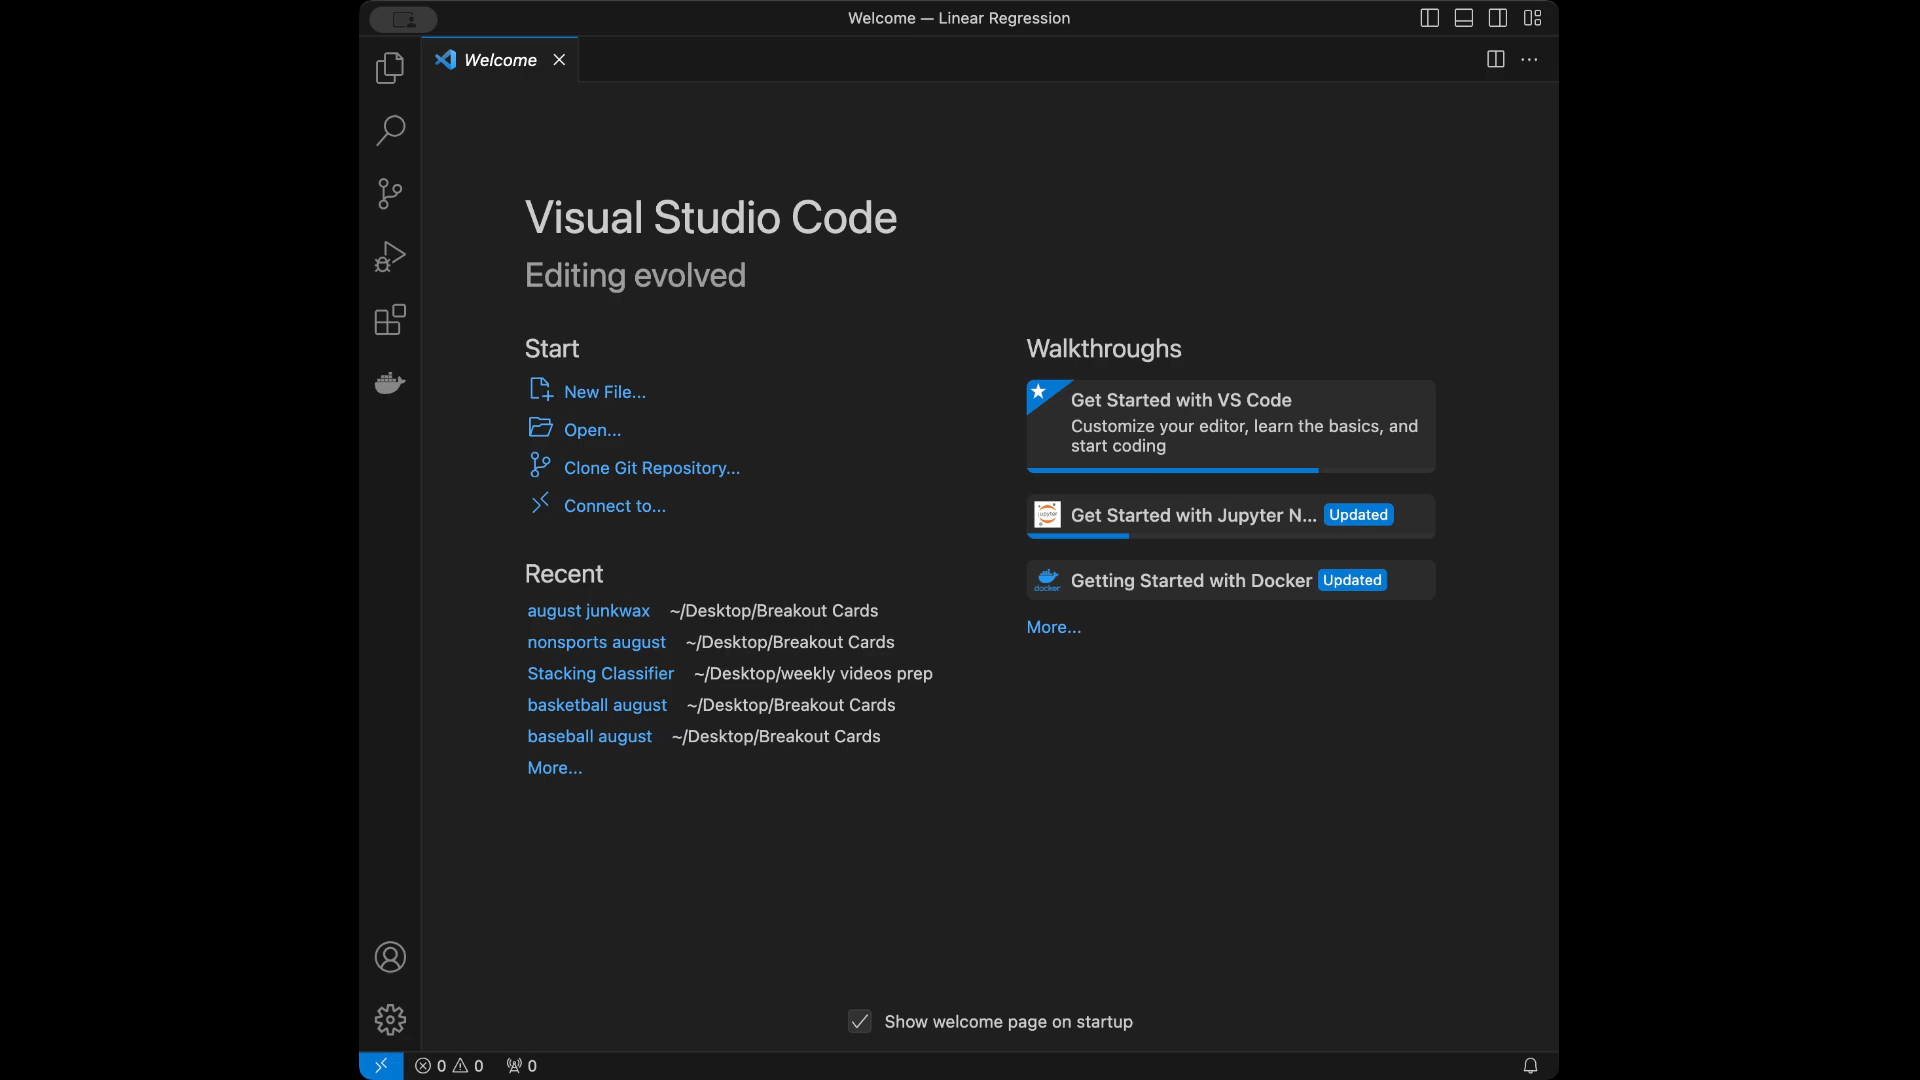 Welcome — Linear Regression
Welcome
Visual Studio Code
Editing evolved
Start
New File...
Open...
Clone Git Repository...
Connect to...
Recent
august junkwax ~/Desktop/Breakout Cards
nonsports august ~/Desktop/Breakout Cards
Stacking Classifier ~/Desktop/weekly videos prep
basketball august ~/Desktop/Breakout Cards
baseball august ~/Desktop/Breakout Cards
More...
Walkthroughs
Get Started with VS Code
Customize your editor, learn the basics, and
start coding
jupyter
Get Started with Jupyter N... Updated
docker
Getting Started with Docker Updated
More...
Show welcome page on startup
0 0 0